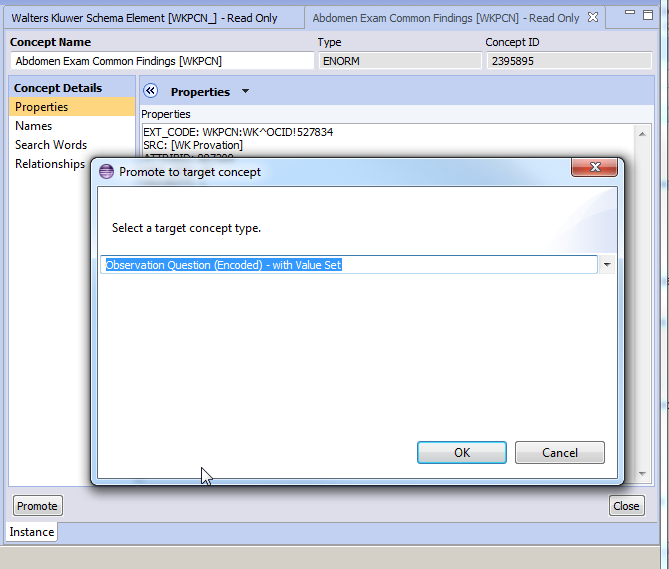 Walters Kluwer Schema Element [WKPCN_] - Read Only
Abdomen Exam Common Findings [WKPCN] - Read Only
Concept Name
Type
Concept ID
Abdomen Exam Common Findings [WKPCN]
ENORM
2395895
Concept Details
Properties
Names
Search Words
Relationships
Properties
Properties
EXT_CODE: WKPCN:WK^OCID!527834
SRC: [WK Provation]
Promote to target concept
Select a target concept type.
Observation Question (Encoded) - with Value Set
OK
Cancel
Promote
Close
Instance